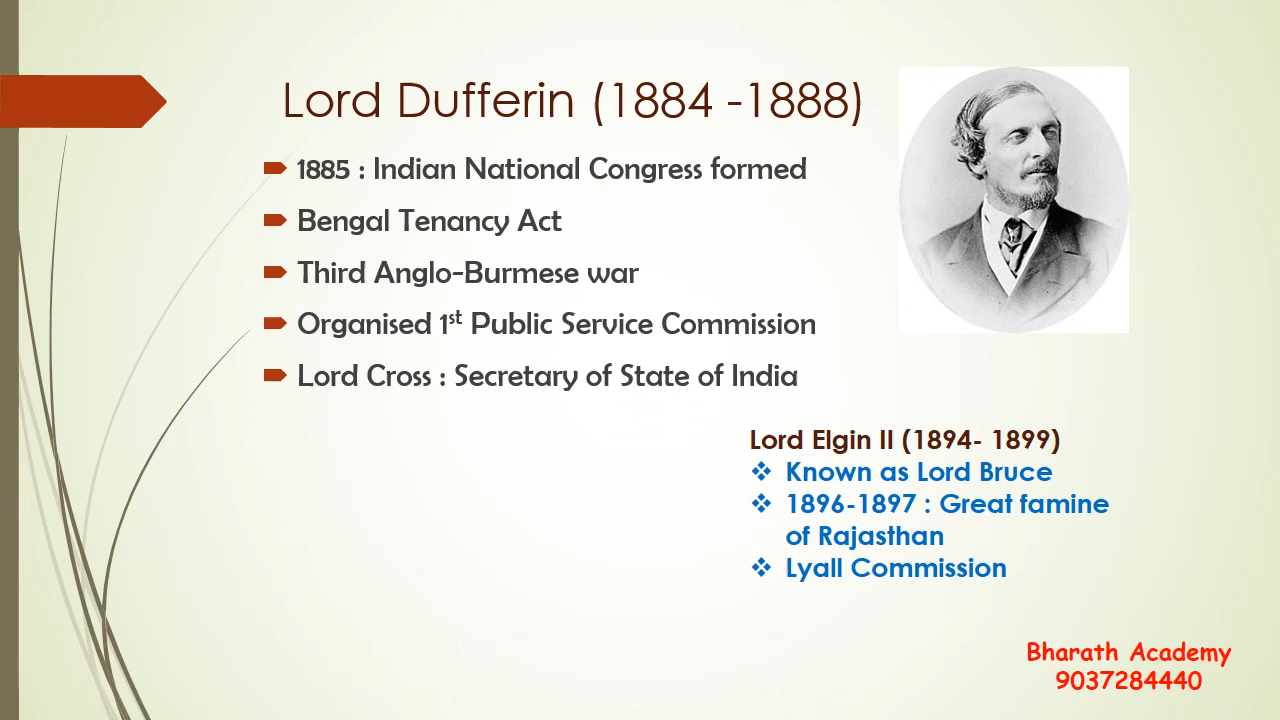 Lord Dufferin (1884 -1888)
1885 : Indian National Congress formed
Bengal Tenancy Act
Third Anglo-Burmese war
Organised 1st Public Service Commission
Lord Cross : Secretary of State of India
Lord Elgin II (1894- 1899)
Known as Lord Bruce
1896-1897 : Great famine
of Rajasthan
Lyall Commission
Bharath Academy
9037284440